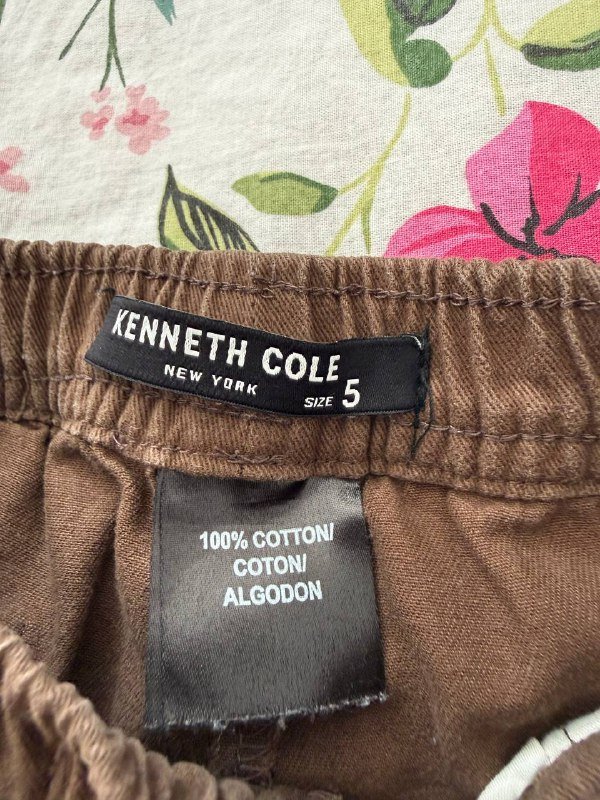 KENNETH COLE
NEW YORK
SIZE 5
100% COTTON/
COTON/
ALGODON